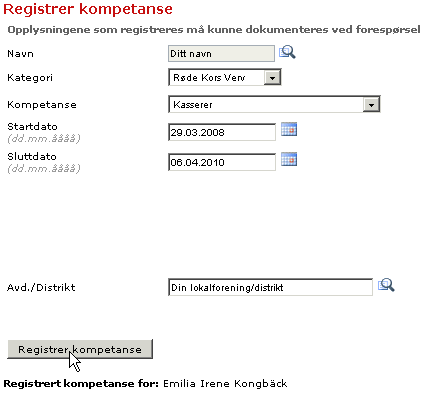 Registrer kompetanse
Opplysningene som registreres må kunne dokumenteres ved forespørsel
Navn Ditt navn
Kategori Røde Kors Verv
Kompetanse Kasserer
Startdato 29.03.2008
(dd.mm.åååå)
Sluttdato 06.04.2010
(dd.mm.åååå)
Avd./Distrikt Din lokalforening/distrikt
Registrer kompetanse
Registrert kompetanse for: Emilia Irene Kongbäck